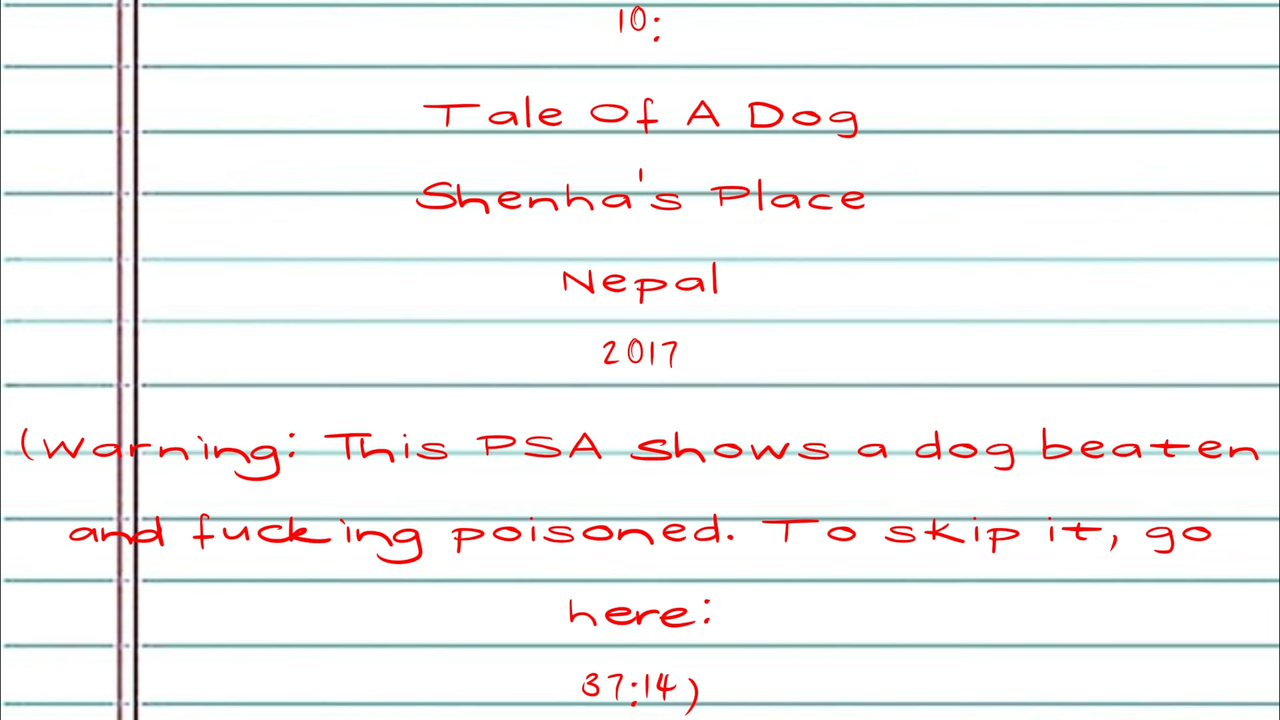 10:
Tale Of A Dog
Shenha's Place
Nepal
2017
(Warning: This PSA shows a dog beaten
and fucking poisoned. To skip it, go
here:
37:14)